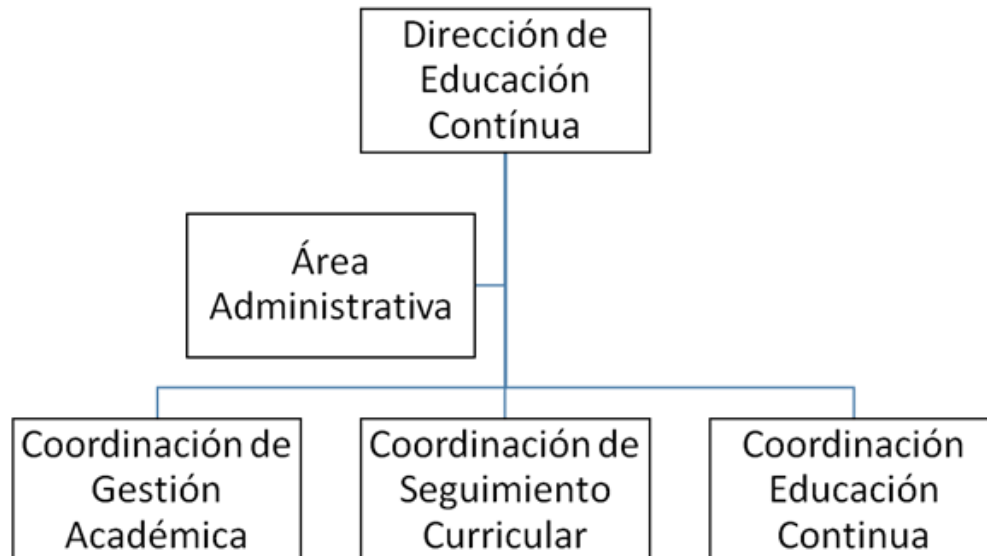 Dirección de
Educación
Contínua
Área
Administrativa
Coordinación de
Gestión
Académica
Coordinación de
Seguimiento
Curricular
Coordinación
Educación
Continua